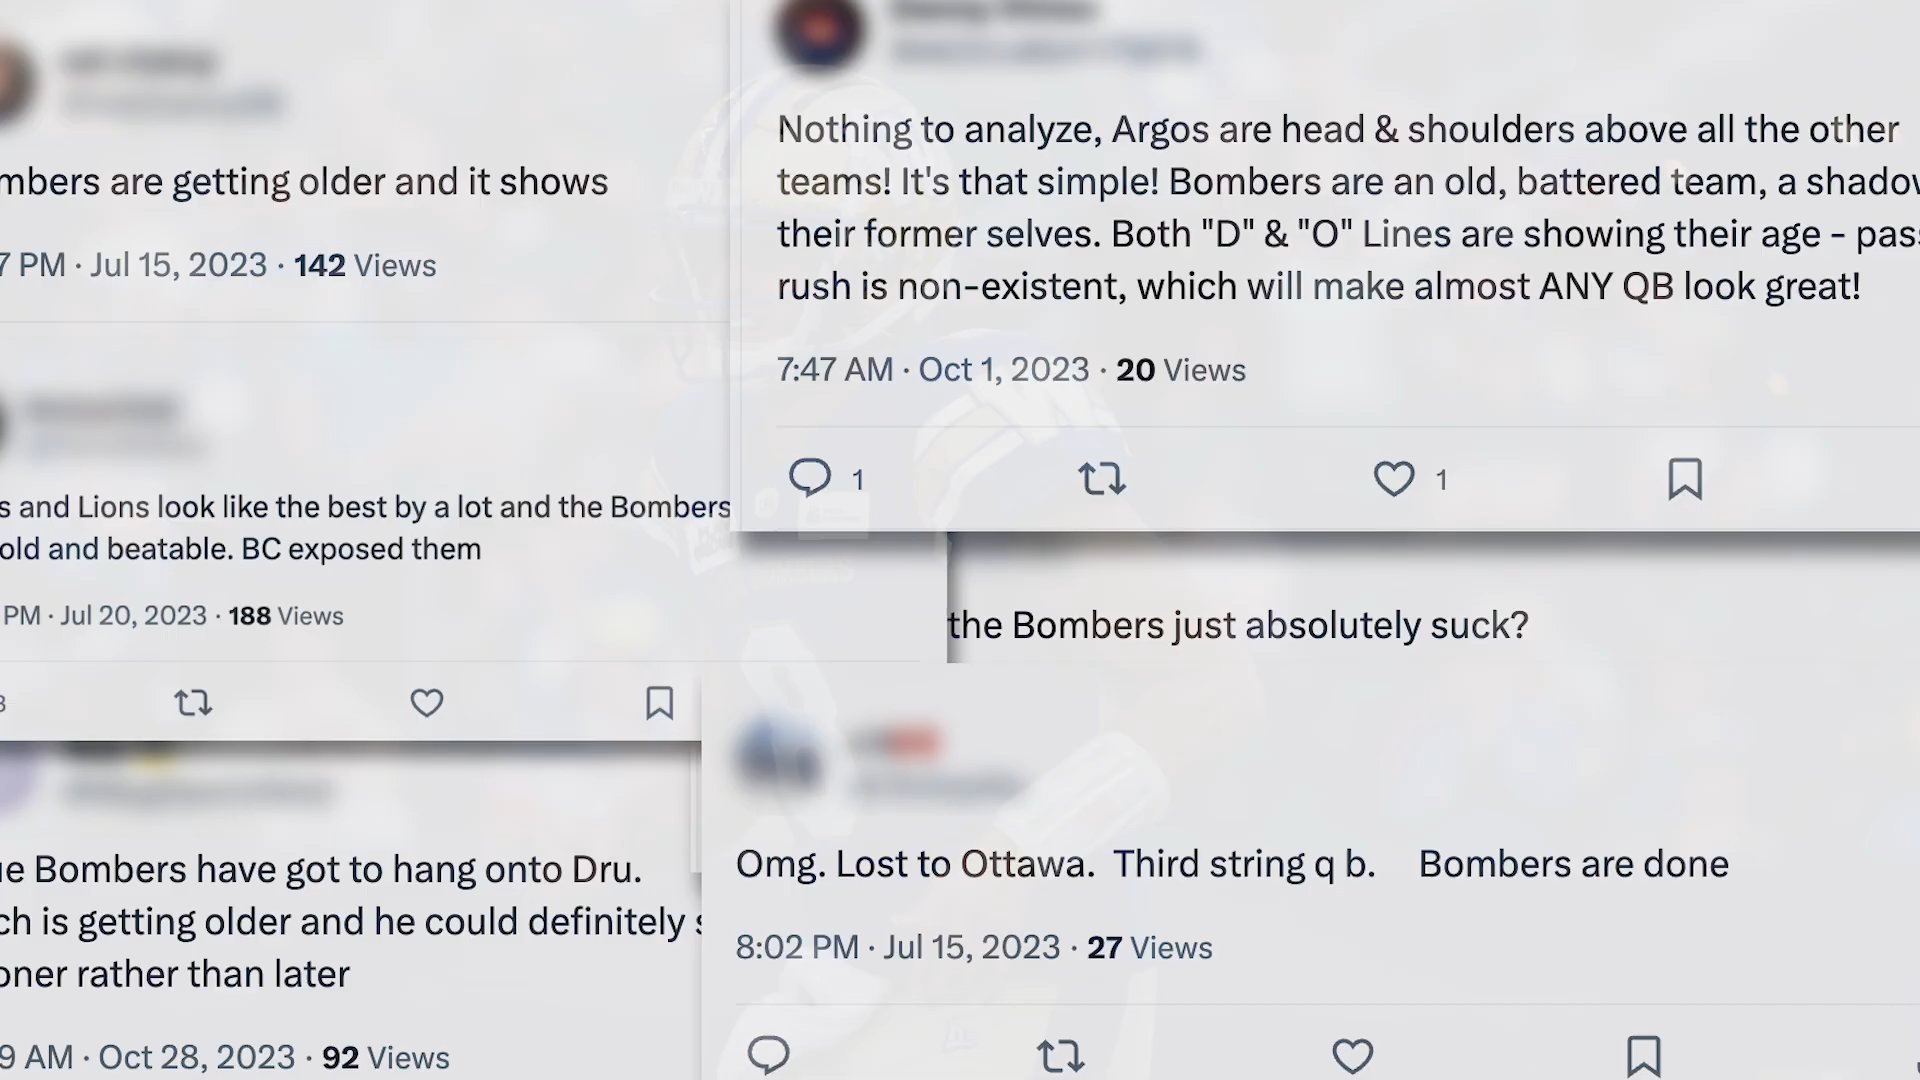 mbers are getting older and it shows
7 PM · Jul 15, 2023 · 142 Views
s and Lions look like the best by a lot and the Bombers
old and beatable. BC exposed them
PM · Jul 20, 2023 · 188 Views
3
ue Bombers have got to hang onto Dru.
ch is getting older and he could definitely s
oner rather than later
9 AM · Oct 28, 2023 · 92 Views
Nothing to analyze, Argos are head & shoulders above all the other
teams! It's that simple! Bombers are an old, battered team, a shadow
their former selves. Both "D" & "O" Lines are showing their age - pass
rush is non-existent, which will make almost ANY QB look great!
7:47 AM · Oct 1, 2023 · 20 Views
1 1
the Bombers just absolutely suck?
Omg. Lost to Ottawa. Third string q b. Bombers are done
8:02 PM · Jul 15, 2023 · 27 Views